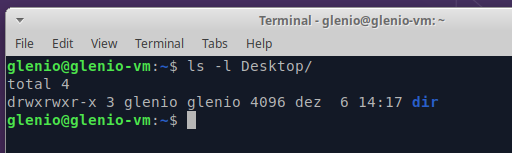 Terminal - glenio@glenio-vm: ~
File Edit View Terminal Tabs Help
glenio@glenio-vm:~$ ls -l Desktop/
total 4
drwxrwxr-x 3 glenio glenio 4096 dez  6 14:17 dir
glenio@glenio-vm:~$